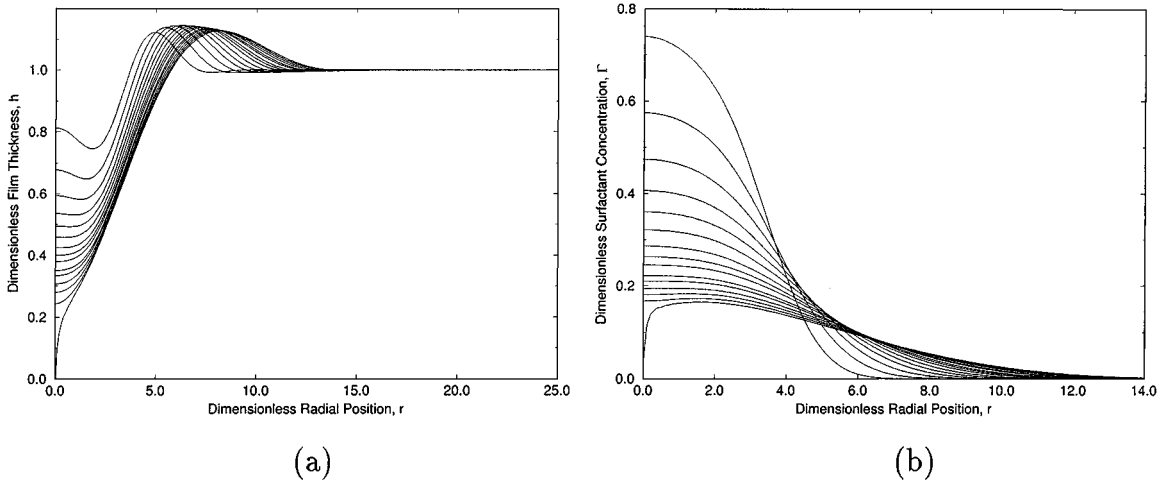 Dimensionless Film Thickness, h
1.0
0.8
0.6
0.4
0.2
0.0
0.0 5.0 10.0 15.0 20.0 25.0
Dimensionless Radial Position, r
(a)
Dimensionless Surfactant Concentration, Γ
0.8
0.6
0.4
0.2
0.0
0.0 2.0 4.0 6.0 8.0 10.0 12.0 14.0
Dimensionless Radial Position, r
(b)